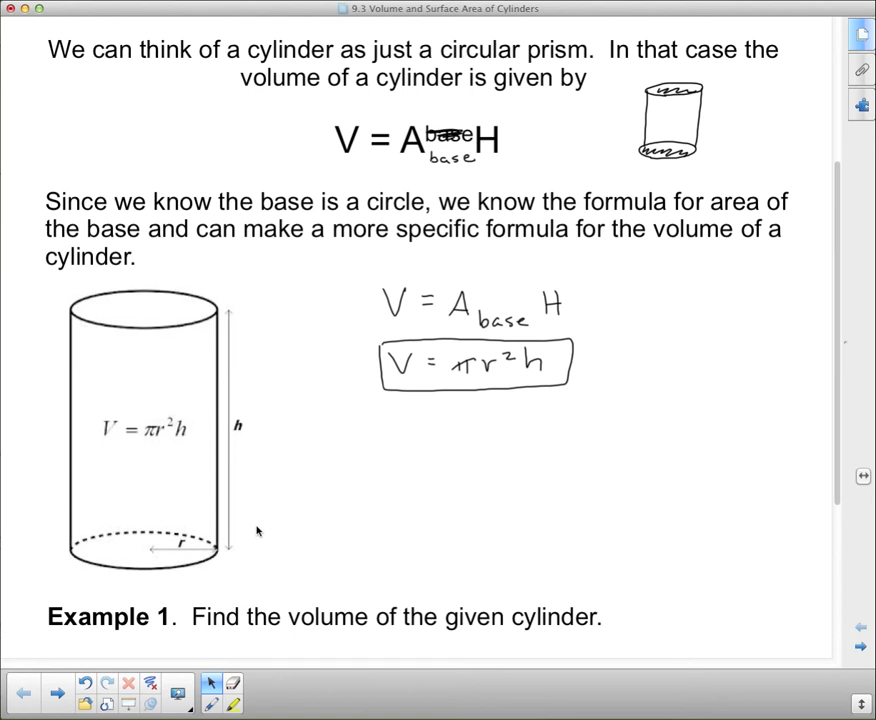 9.3 Volume and Surface Area of Cylinders
We can think of a cylinder as just a circular prism. In that case the
volume of a cylinder is given by
V = A base H
base
Since we know the base is a circle, we know the formula for area of
the base and can make a more specific formula for the volume of a
cylinder.
V = A base H
V = πr²h
V = πr²h
h
r
Example 1. Find the volume of the given cylinder.